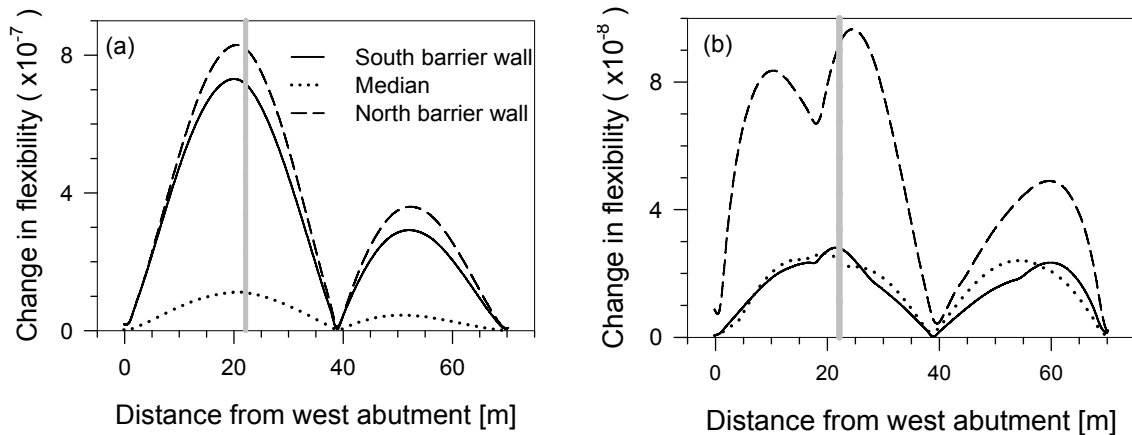 (a)
Change in flexibility ( x10-7)
8
4
0
South barrier wall
Median
North barrier wall
0 20 40 60
Distance from west abutment [m]
(b)
Change in flexibility ( x10-8)
8
4
0
0 20 40 60
Distance from west abutment [m]